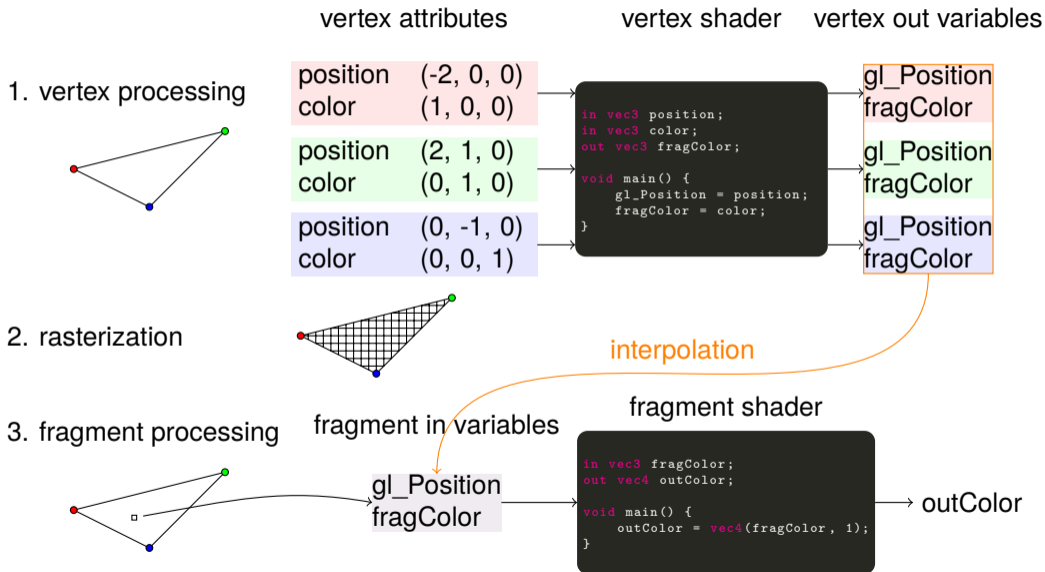 vertex attributes
vertex shader
vertex out variables
1. vertex processing
position (-2, 0, 0)
color (1, 0, 0)
position (2, 1, 0)
color (0, 1, 0)
position (0, -1, 0)
color (0, 0, 1)
in vec3 position;
in vec3 color;
out vec3 fragColor;
void main() {
gl_Position = position;
fragColor = color;
}
gl_Position
fragColor
gl_Position
fragColor
gl_Position
fragColor
2. rasterization
interpolation
3. fragment processing
fragment in variables
fragment shader
gl_Position
fragColor
in vec3 fragColor;
out vec4 outColor;
void main() {
outColor = vec4(fragColor, 1);
}
outColor